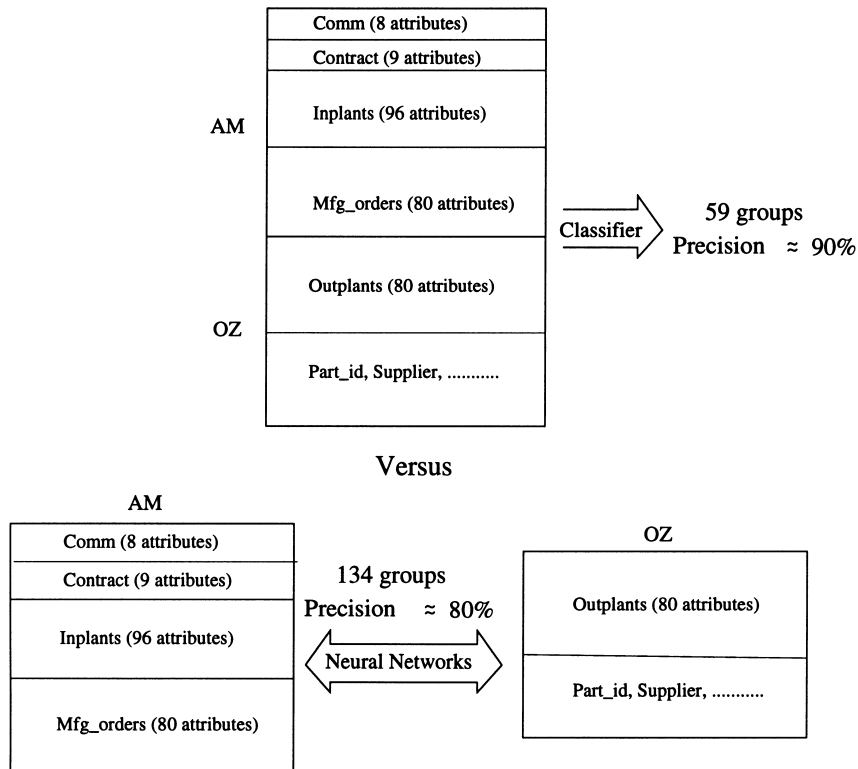 Comm (8 attributes)
Contract (9 attributes)
Inplants (96 attributes)
AM
Mfg_orders (80 attributes)
Classifier
59 groups
Precision ≈ 90%
Outplants (80 attributes)
OZ
Part_id, Supplier, ...........
Versus
AM
Comm (8 attributes)
Contract (9 attributes)
Inplants (96 attributes)
Mfg_orders (80 attributes)
134 groups
Precision ≈ 80%
Neural Networks
OZ
Outplants (80 attributes)
Part_id, Supplier, ...........